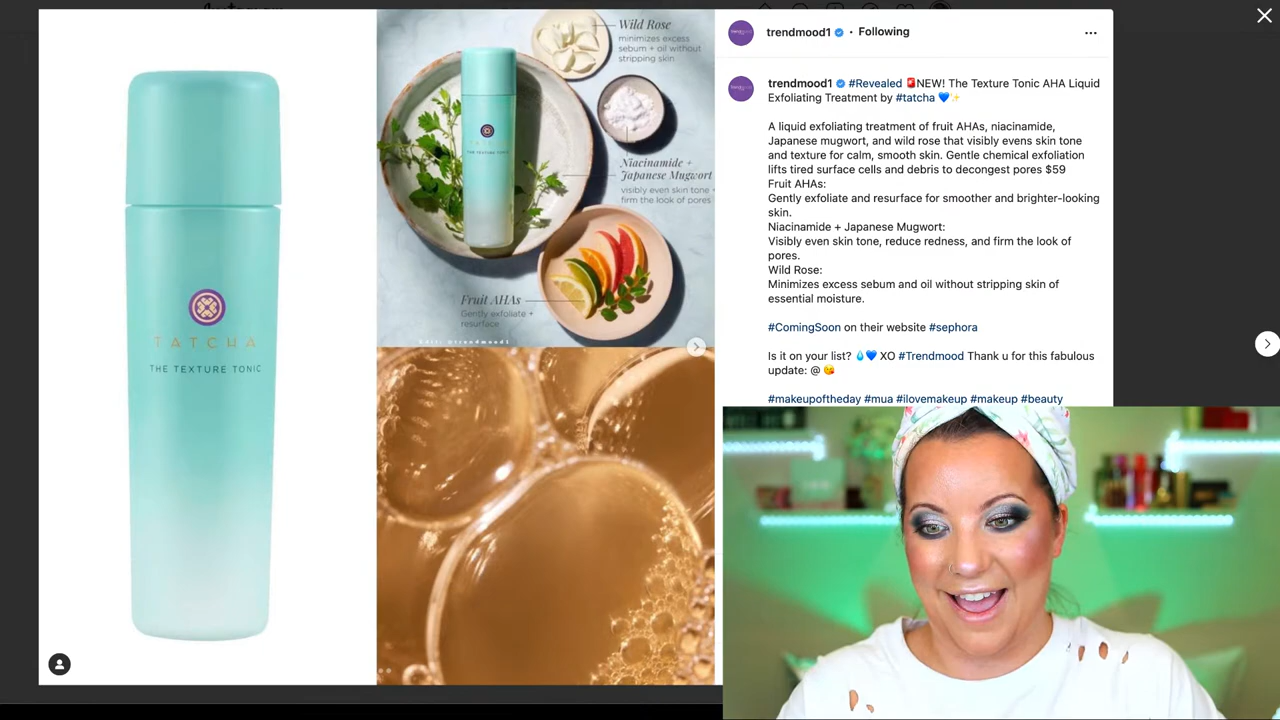 TATCHA
THE TEXTURE TONIC
Wild Rose
minimizes excess
sebum + oil without
stripping skin
THE TEXTURE TONIC
Niacinamide +
Japanese Mugwort
visibly even skin tone +
firm the look of pores
Fruit AHAs
Gently exfoliate +
resurface
Edit: @trendmood1
trendmood1 • Following
trendmood1 #Revealed 🚨NEW! The Texture Tonic AHA Liquid
Exfoliating Treatment by #tatcha 💙✨
A liquid exfoliating treatment of fruit AHAs, niacinamide,
Japanese mugwort, and wild rose that visibly evens skin tone
and texture for calm, smooth skin. Gentle chemical exfoliation
lifts tired surface cells and debris to decongest pores $59
Fruit AHAs:
Gently exfoliate and resurface for smoother and brighter-looking
skin.
Niacinamide + Japanese Mugwort:
Visibly even skin tone, reduce redness, and firm the look of
pores.
Wild Rose:
Minimizes excess sebum and oil without stripping skin of
essential moisture.
#ComingSoon on their website #sephora
Is it on your list? 💧💙 XO #Trendmood Thank u for this fabulous
update: @ 😘
#makeupoftheday #mua #ilovemakeup #makeup #beauty